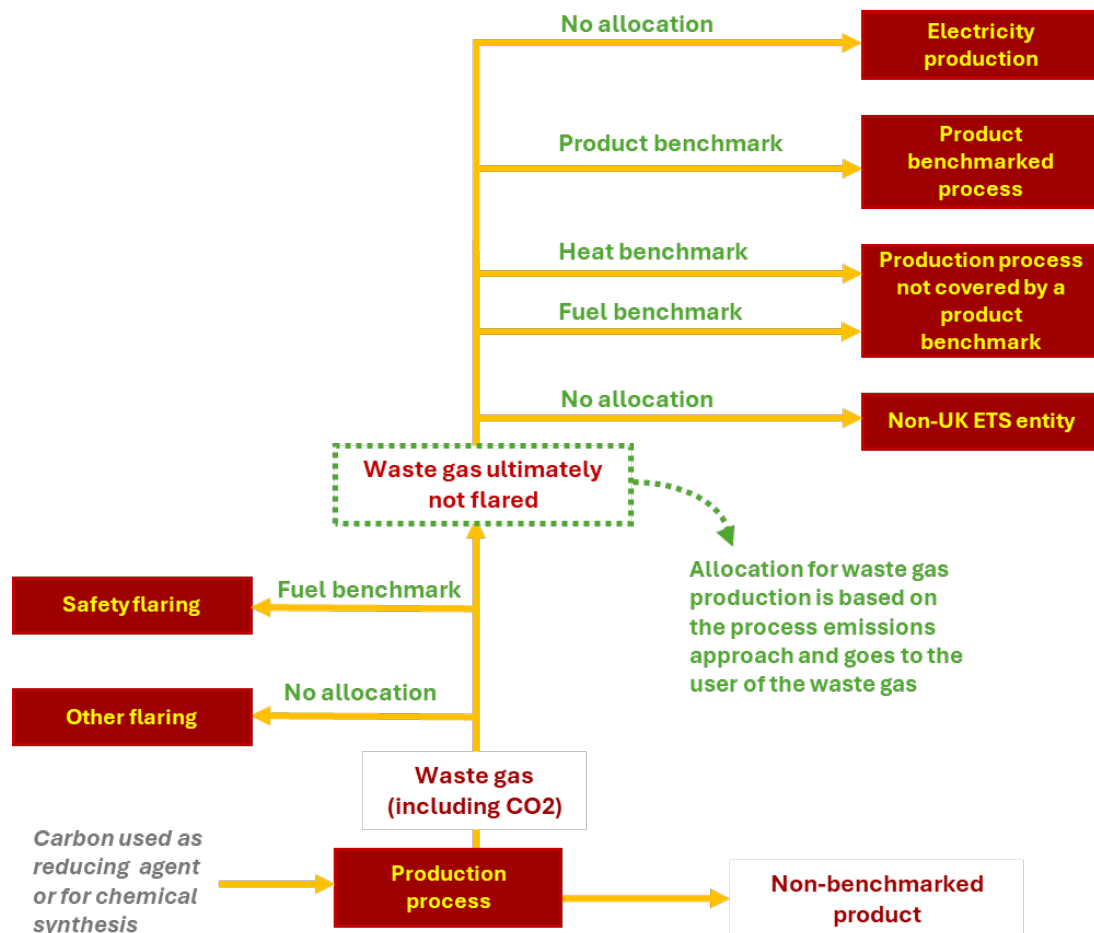 No allocation
Electricity
production
Product benchmark
Product
benchmarked
process
Heat benchmark
Fuel benchmark
Production process
not covered by a
product
benchmark
No allocation
Non-UK ETS entity
Waste gas ultimately
not flared
Allocation for waste gas
production is based on
the process emissions
approach and goes to the
user of the waste gas
Fuel benchmark
Safety flaring
No allocation
Other flaring
Waste gas
(including CO2)
Carbon used as
reducing agent
or for chemical
synthesis
Production
process
Non-benchmarked
product